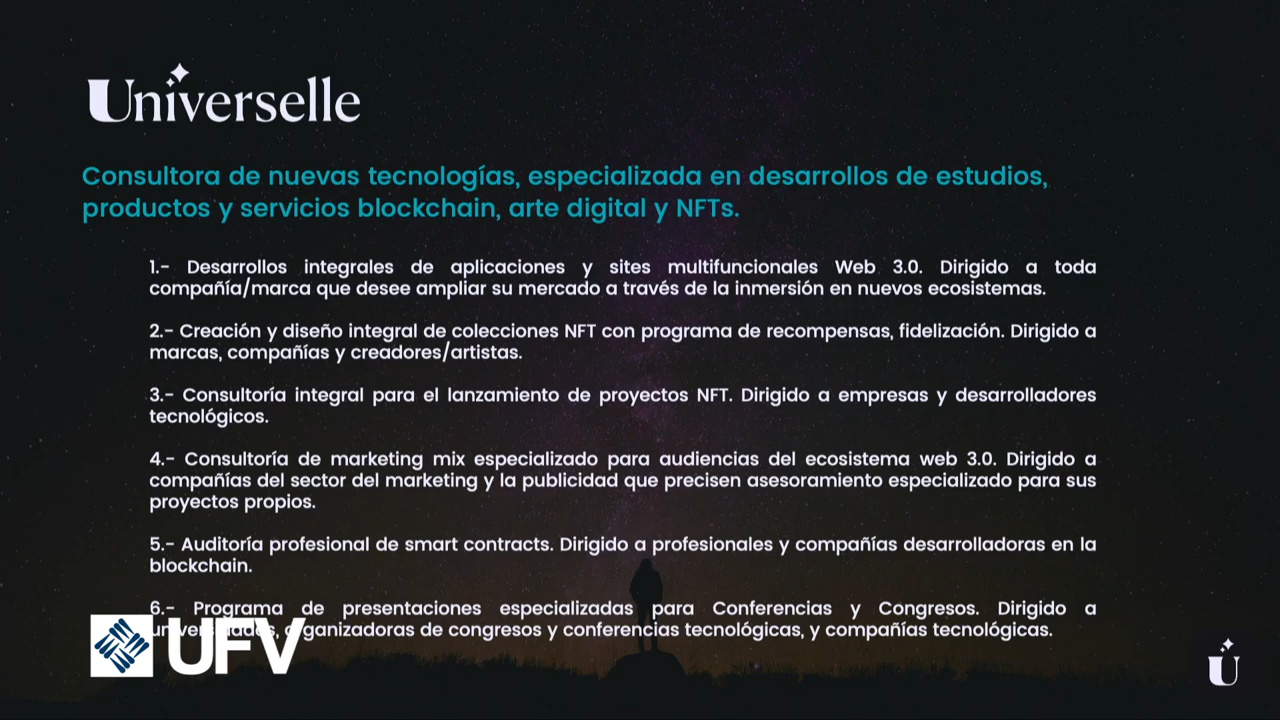 Universelle
Consultora de nuevas tecnologías, especializada en desarrollos de estudios,
productos y servicios blockchain, arte digital y NFTs.
1.- Desarrollos integrales de aplicaciones y sites multifuncionales Web 3.0. Dirigido a toda
compañía/marca que desee ampliar su mercado a través de la inmersión en nuevos ecosistemas.
2.- Creación y diseño integral de colecciones NFT con programa de recompensas, fidelización. Dirigido a
marcas, compañías y creadores/artistas.
3.- Consultoría integral para el lanzamiento de proyectos NFT. Dirigido a empresas y desarrolladores
tecnológicos.
4.- Consultoría de marketing mix especializado para audiencias del ecosistema web 3.0. Dirigido a
compañías del sector del marketing y la publicidad que precisen asesoramiento especializado para sus
proyectos propios.
5.- Auditoría profesional de smart contracts. Dirigido a profesionales y compañías desarrolladoras en la
blockchain.
6.- Programa de presentaciones especializadas para Conferencias y Congresos. Dirigido a
organizadoras de congresos y conferencias tecnológicas, y compañías tecnológicas.
UFV
U